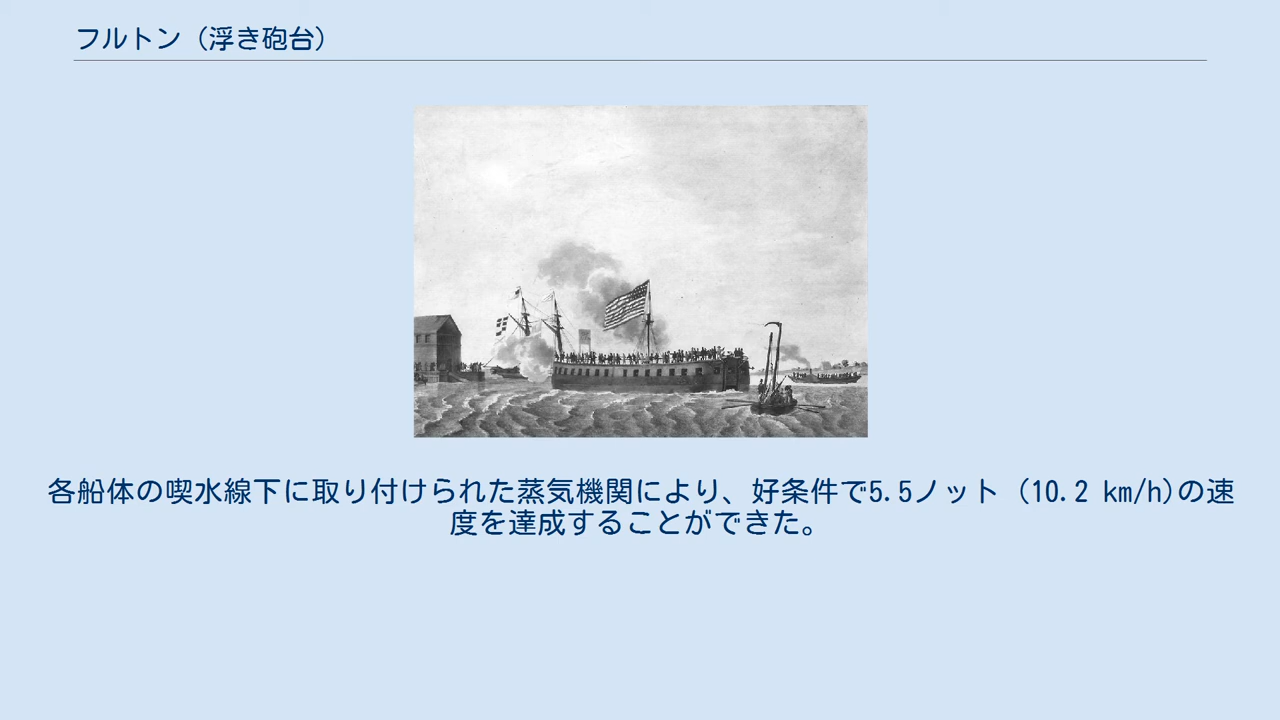 フルトン（浮き砲台）
各船体の喫水線下に取り付けられた蒸気機関により、好条件で5.5ノット (10.2 km/h)の速
度を達成することができた。